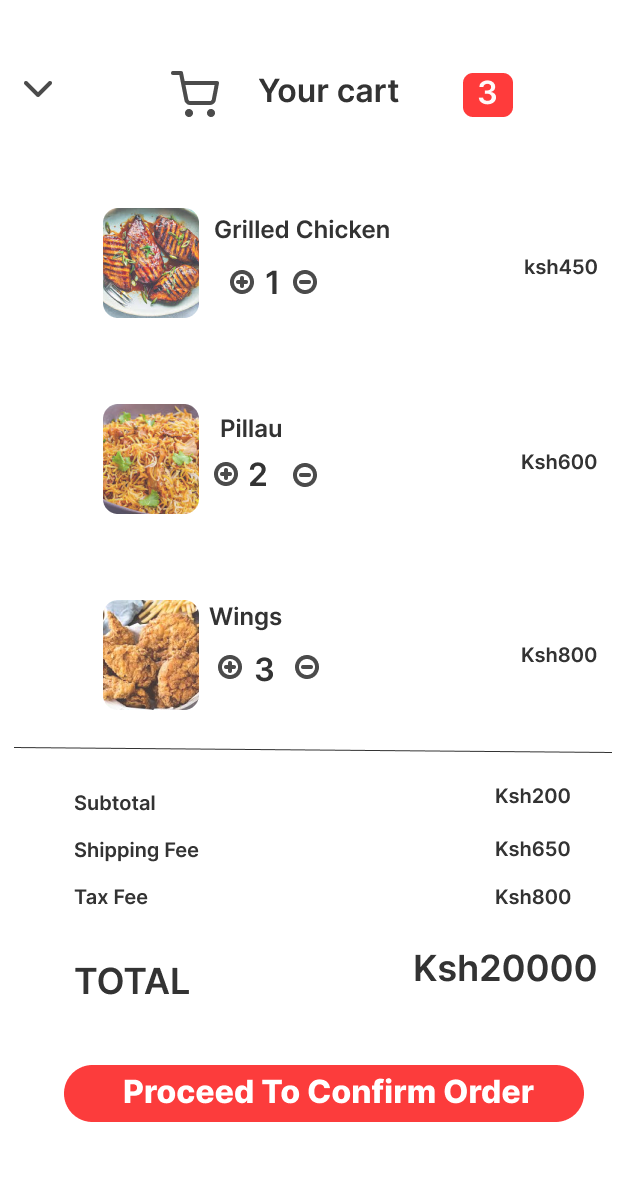 Your cart 3
Grilled Chicken
1
ksh450
Pillau
2
Ksh600
Wings
3
Ksh800
Subtotal Ksh200
Shipping Fee Ksh650
Tax Fee Ksh800
TOTAL Ksh20000
Proceed To Confirm Order